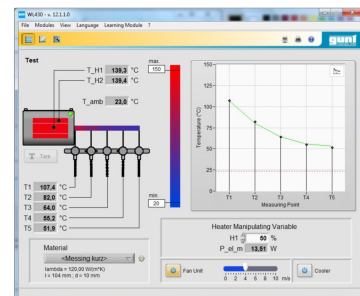 WL430 - v. 12.1.1.0
File Modules View Language Learning Module ?
gunt
Test
T_H1 139,3 °C
T_H2 139,4 °C
T_amb 23,0 °C
max.
150
Tare
T1 107,4 °C
T2 82,0 °C
T3 64,0 °C
T4 55,2 °C
T5 51,9 °C
min.
20
Material
<Messing kurz>
lambda = 120,00 W/(m*K)
l = 104 mm ; d = 10 mm
Temperature (°C)
150
125
100
75
50
25
0
T1 T2 T3 T4 T5
Measuring Point
Heater Manipulating Variable
H1 50 %
P_el_m 13,51 W
Fan Unit
0 2 4 6 8 10 m/s
Cooler